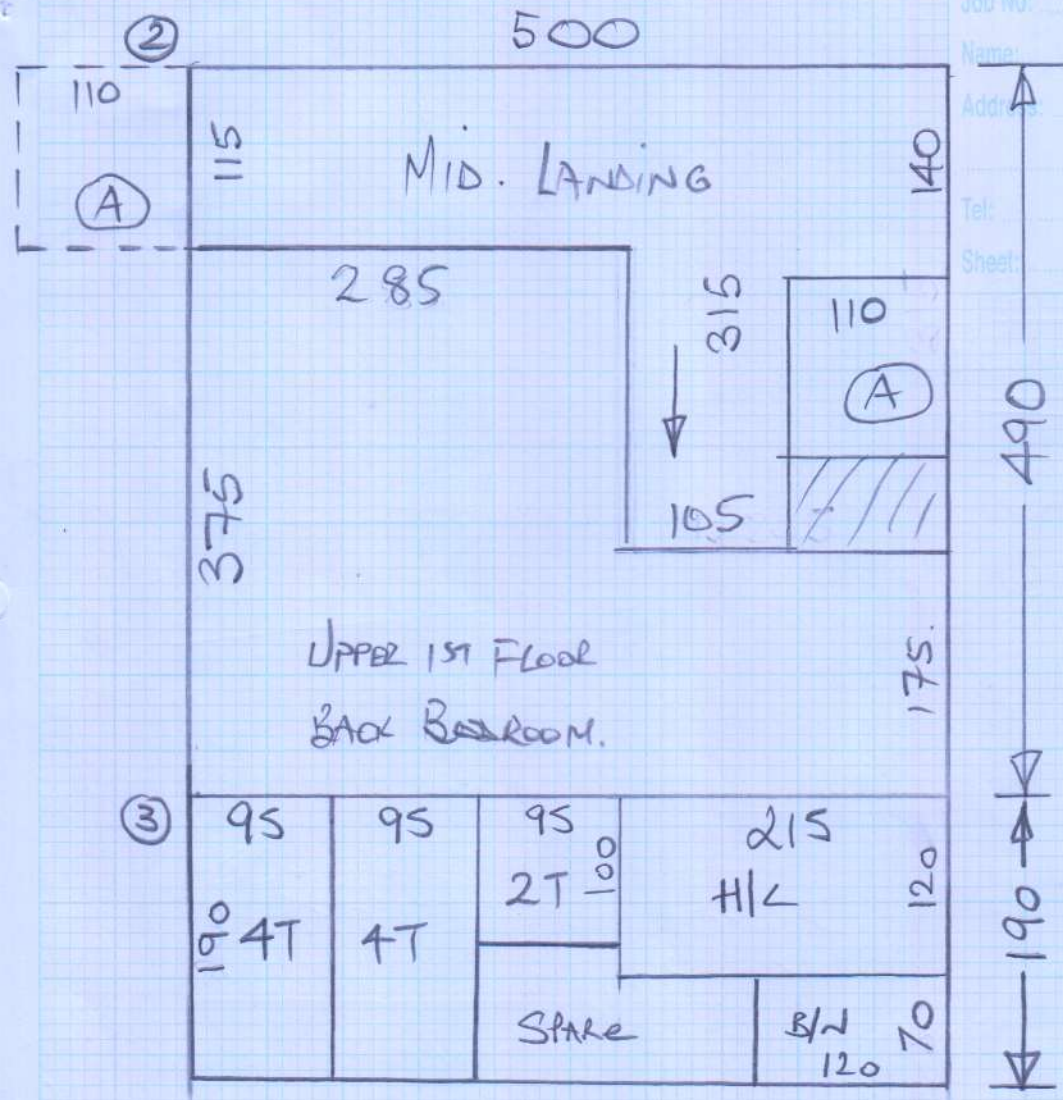 Job No:
② 500
Name:
110
Address:
115
MID. LANDING
140
A
Tel:
285
Sheet:
315
110
A
490
375
105
UPPER 1ST FLOOR
175.
BACK BEDROOM.
③ 95 95 95 215
100
2T
H/L
120
190
4T
4T
190
SPARE
B/N
70
120